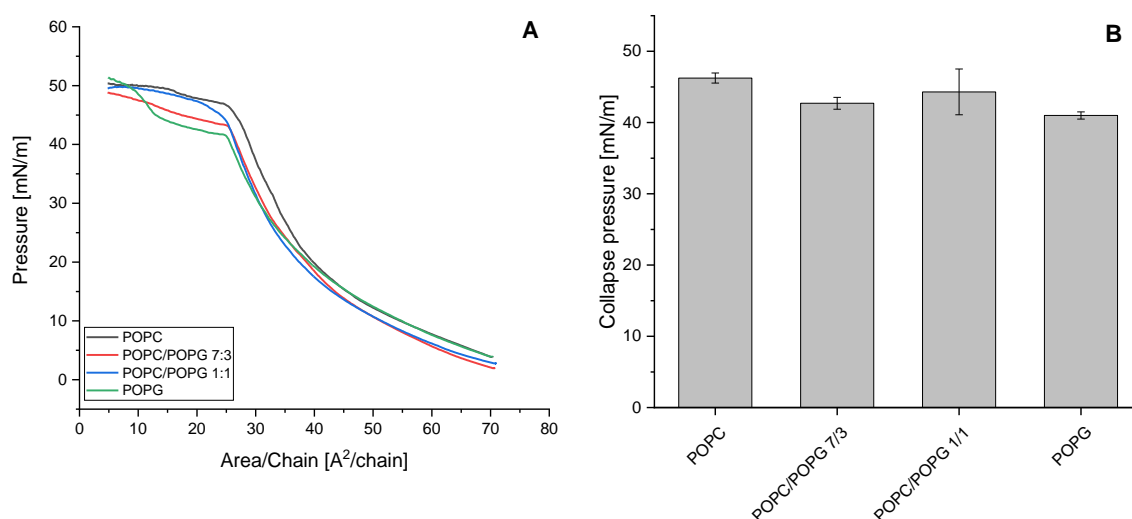 A
60
50
40
30
20
10
0
Pressure [mN/m]
POPC
POPC/POPG 7:3
POPC/POPG 1:1
POPG
0 10 20 30 40 50 60 70 80
Area/Chain [A²/chain]
B
50
40
30
20
10
0
Collapse pressure [mN/m]
POPC
POPC/POPG 7/3
POPC/POPG 1/1
POPG